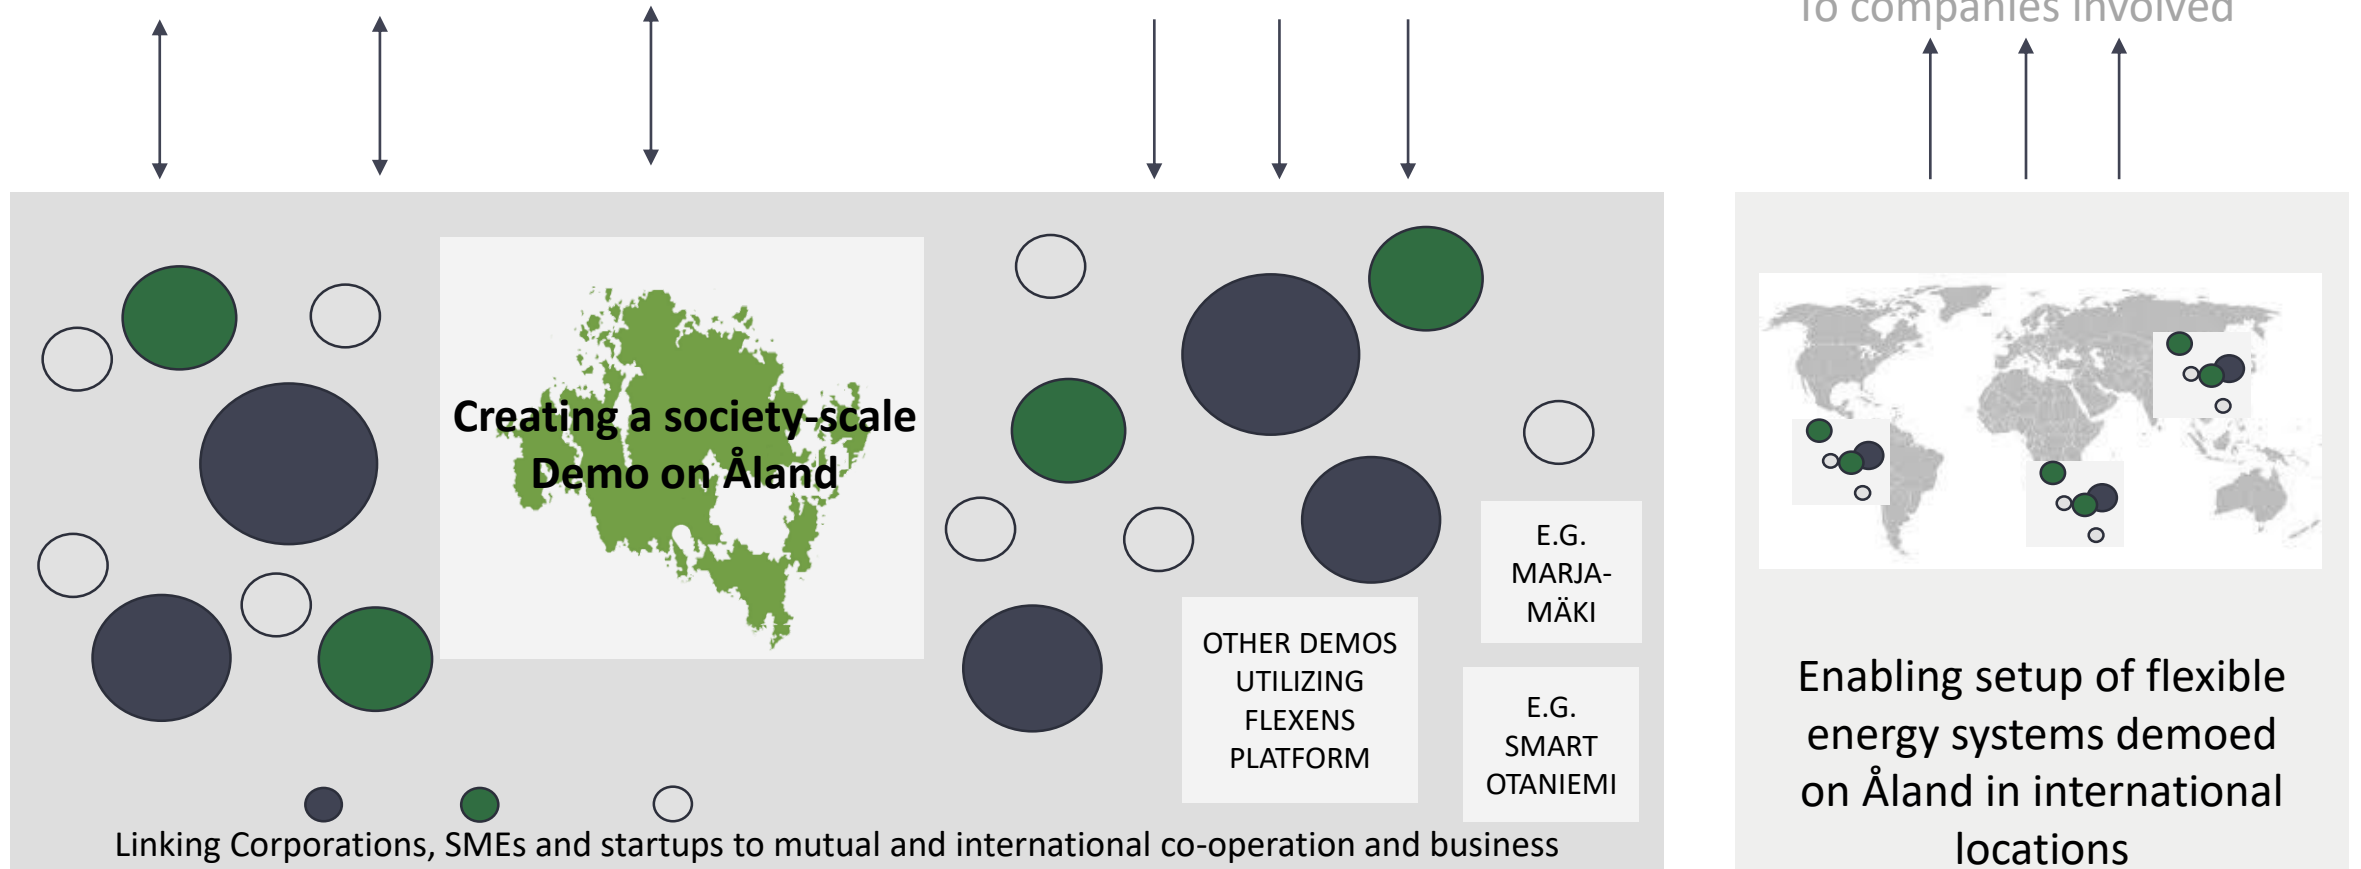 To companies involved
Creating a society-scale
Demo on Åland
E.G.
MARJA-
MÄKI
OTHER DEMOS
UTILIZING
FLEXENS
PLATFORM
E.G.
SMART
OTANIEMI
Linking Corporations, SMEs and startups to mutual and international co-operation and business
Enabling setup of flexible
energy systems demoed
on Åland in international
locations